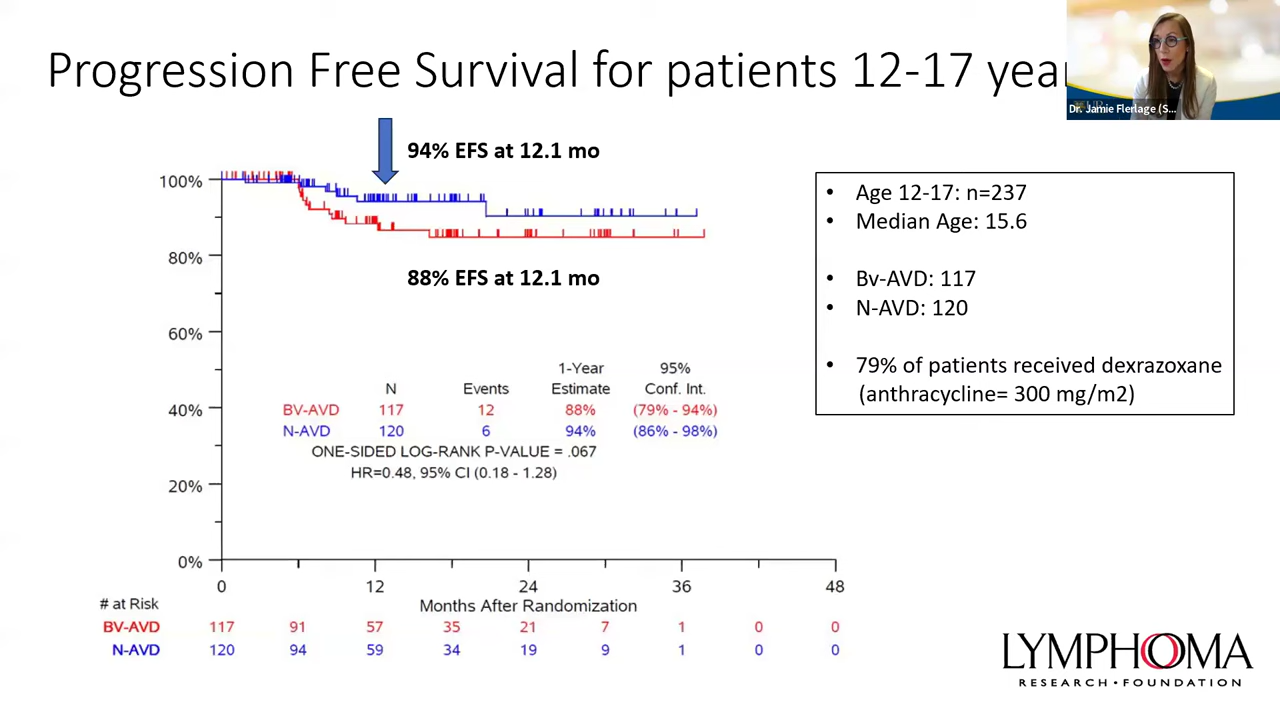 Progression Free Survival for patients 12-17 yea
Dr. Jamie Flerlage (S...
94% EFS at 12.1 mo
100%
80%
60%
40%
20%
0%
88% EFS at 12.1 mo
1-Year 95%
N Events Estimate Conf. Int.
BV-AVD 117 12 88% (79% - 94%)
N-AVD 120 6 94% (86% - 98%)
ONE-SIDED LOG-RANK P-VALUE = .067
HR=0.48, 95% CI (0.18 - 1.28)
0 12 24 36 48
# at Risk Months After Randomization
BV-AVD 117 91 57 35 21 7 1 0 0
N-AVD 120 94 59 34 19 9 1 0 0
• Age 12-17: n=237
• Median Age: 15.6
• Bv-AVD: 117
• N-AVD: 120
• 79% of patients received dexrazoxane
(anthracycline= 300 mg/m2)
LYMPHOMA
RESEARCH • FOUNDATION